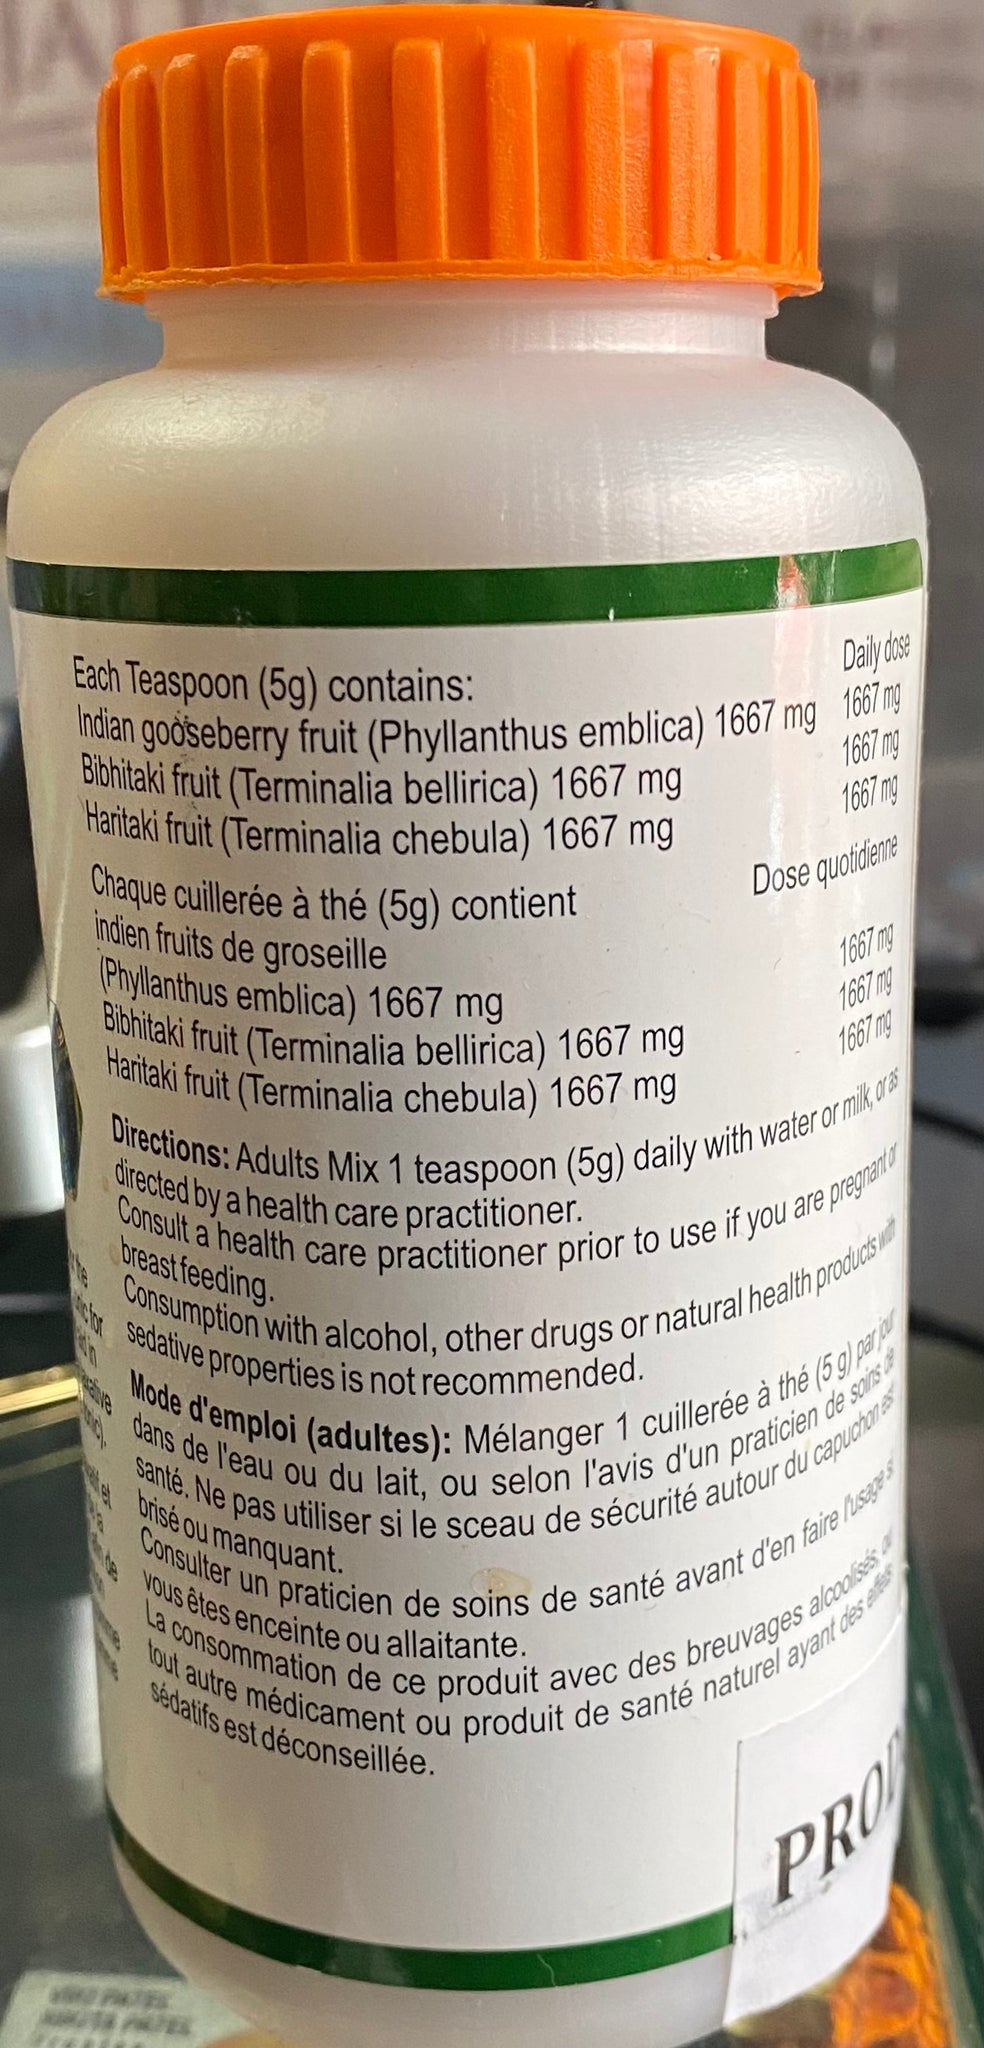 Daily dose
Each Teaspoon (5g) contains:
Indian gooseberry fruit (Phyllanthus emblica) 1667 mg 1667 mg
Bibhitaki fruit (Terminalia bellirica) 1667 mg 1667 mg
Haritaki fruit (Terminalia chebula) 1667 mg 1667 mg
Dose quotidienne
Chaque cuillerée à thé (5g) contient
indien fruits de groseille
(Phyllanthus emblica) 1667 mg 1667 mg
Bibhitaki fruit (Terminalia bellirica) 1667 mg 1667 mg
Haritaki fruit (Terminalia chebula) 1667 mg 1667 mg
Directions: Adults Mix 1 teaspoon (5g) daily with water or milk, or as
directed by a health care practitioner.
Consult a health care practitioner prior to use if you are pregnant or
breastfeeding.
Consumption with alcohol, other drugs or natural health products with
sedative properties is not recommended.
Mode d'emploi (adultes): Mélanger 1 cuillerée à thé (5 g) par jour
dans de l'eau ou du lait, ou selon l'avis d'un praticien de soins de
santé. Ne pas utiliser si le sceau de sécurité autour du capuchon est
brisé ou manquant.
Consulter un praticien de soins de santé avant d'en faire l'usage si
vous êtes enceinte ou allaitante.
La consommation de ce produit avec des breuvages alcoolisés, ou
tout autre médicament ou produit de santé naturel ayant des effets
sédatifs est déconseillée.